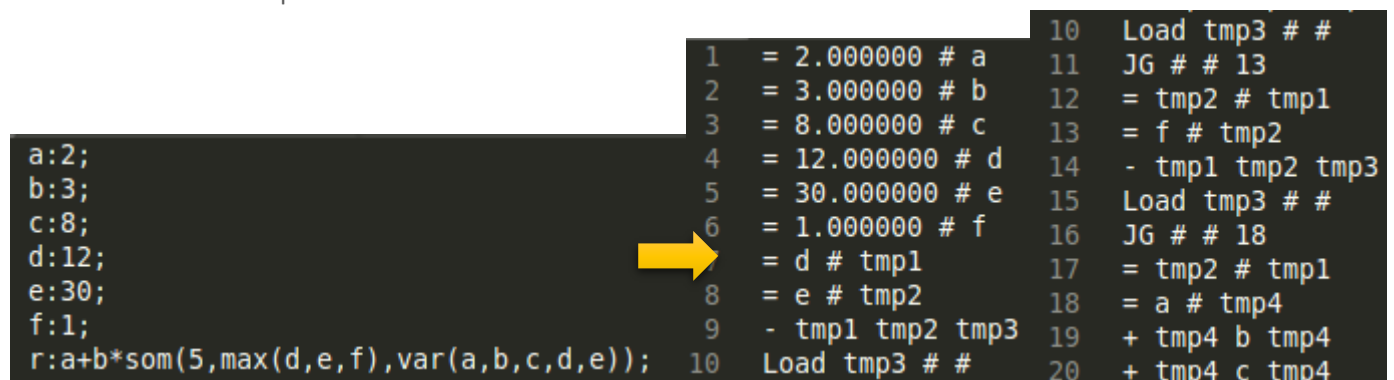 a:2;
b:3;
c:8;
d:12;
e:30;
f:1;
r:a+b*som(5,max(d,e,f),var(a,b,c,d,e));
1 = 2.000000 # a
2 = 3.000000 # b
3 = 8.000000 # c
4 = 12.000000 # d
5 = 30.000000 # e
6 = 1.000000 # f
= d # tmp1
8 = e # tmp2
9 - tmp1 tmp2 tmp3
10 Load tmp3 # #
10 Load tmp3 # #
11 JG # # 13
12 = tmp2 # tmp1
13 = f # tmp2
14 - tmp1 tmp2 tmp3
15 Load tmp3 # #
16 JG # # 18
17 = tmp2 # tmp1
18 = a # tmp4
19 + tmp4 b tmp4
20 + tmp4 c tmp4